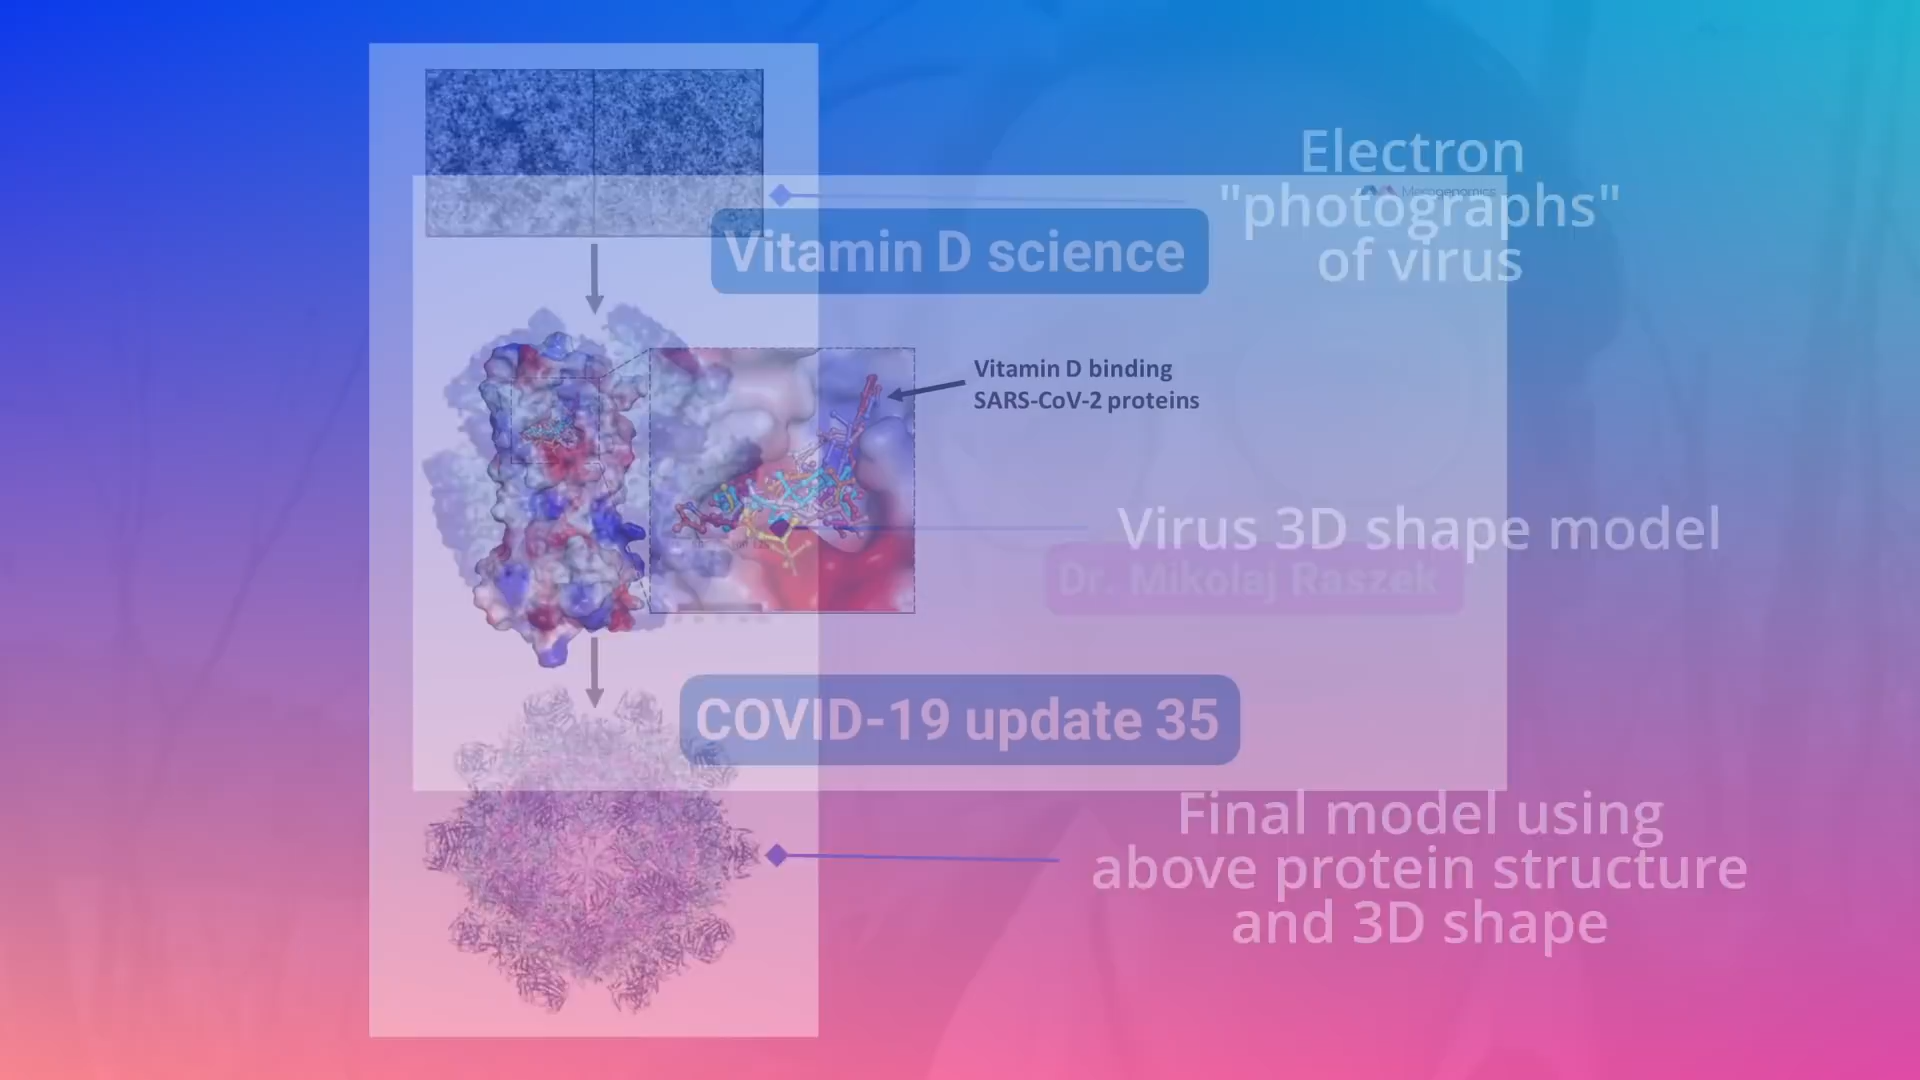 Electron
"photographs"
of virus
Merogenomics
Vitamin D science
Vitamin D binding
SARS-CoV-2 proteins
Virus 3D shape model
Dr. Mikolaj Raszek
COVID-19 update 35
Final model using
above protein structure
and 3D shape